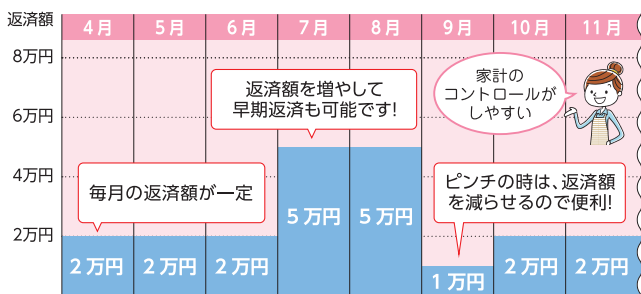 返済額
4月 5月 6月 7月 8月 9月 10月 11月
8万円
6万円
4万円
2万円
返済額を増やして
早期返済も可能です!
家計の
コントロールが
しやすい
毎月の返済額が一定
ピンチの時は、返済額
を減らせるので便利!
2万円 2万円 2万円 5万円 5万円 1万円 2万円 2万円